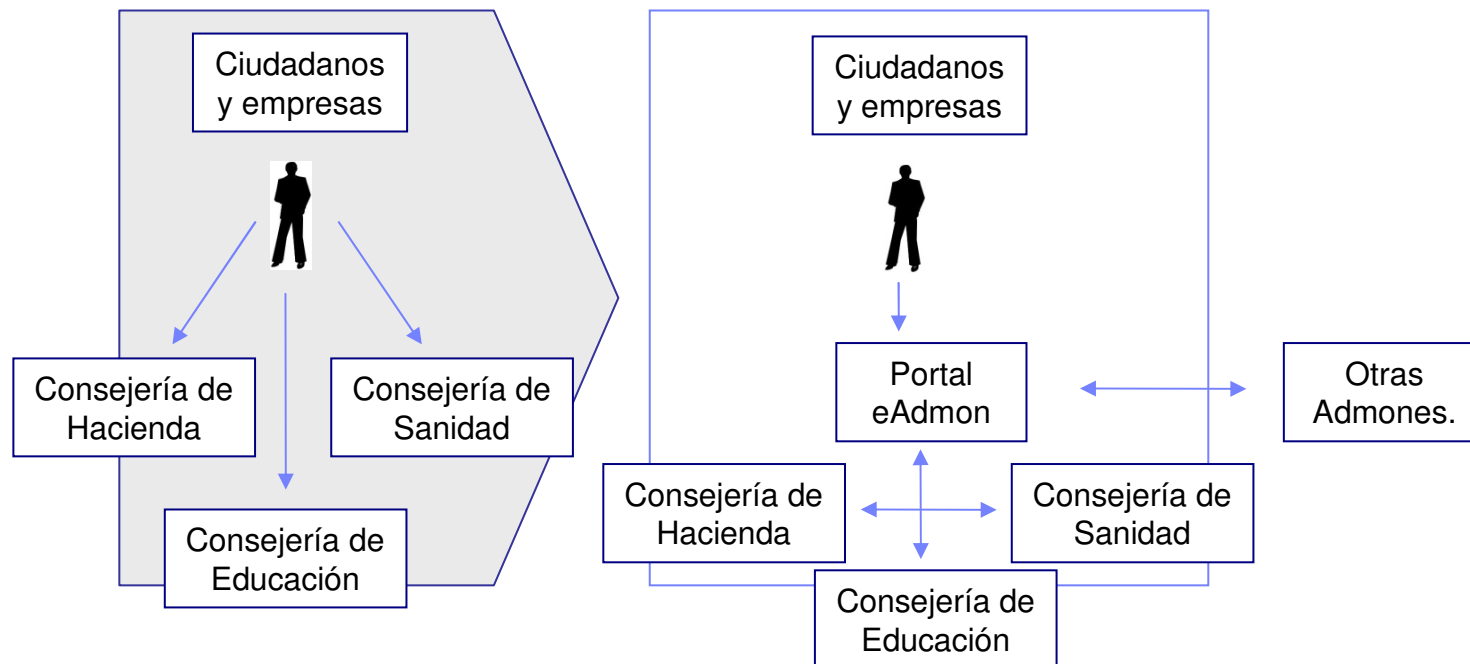 Ciudadanos
y empresas
Consejería de
Hacienda
Consejería de
Sanidad
Consejería de
Educación
Ciudadanos
y empresas
Portal
eAdmon
Otras
Admones.
Consejería de
Hacienda
Consejería de
Sanidad
Consejería de
Educación